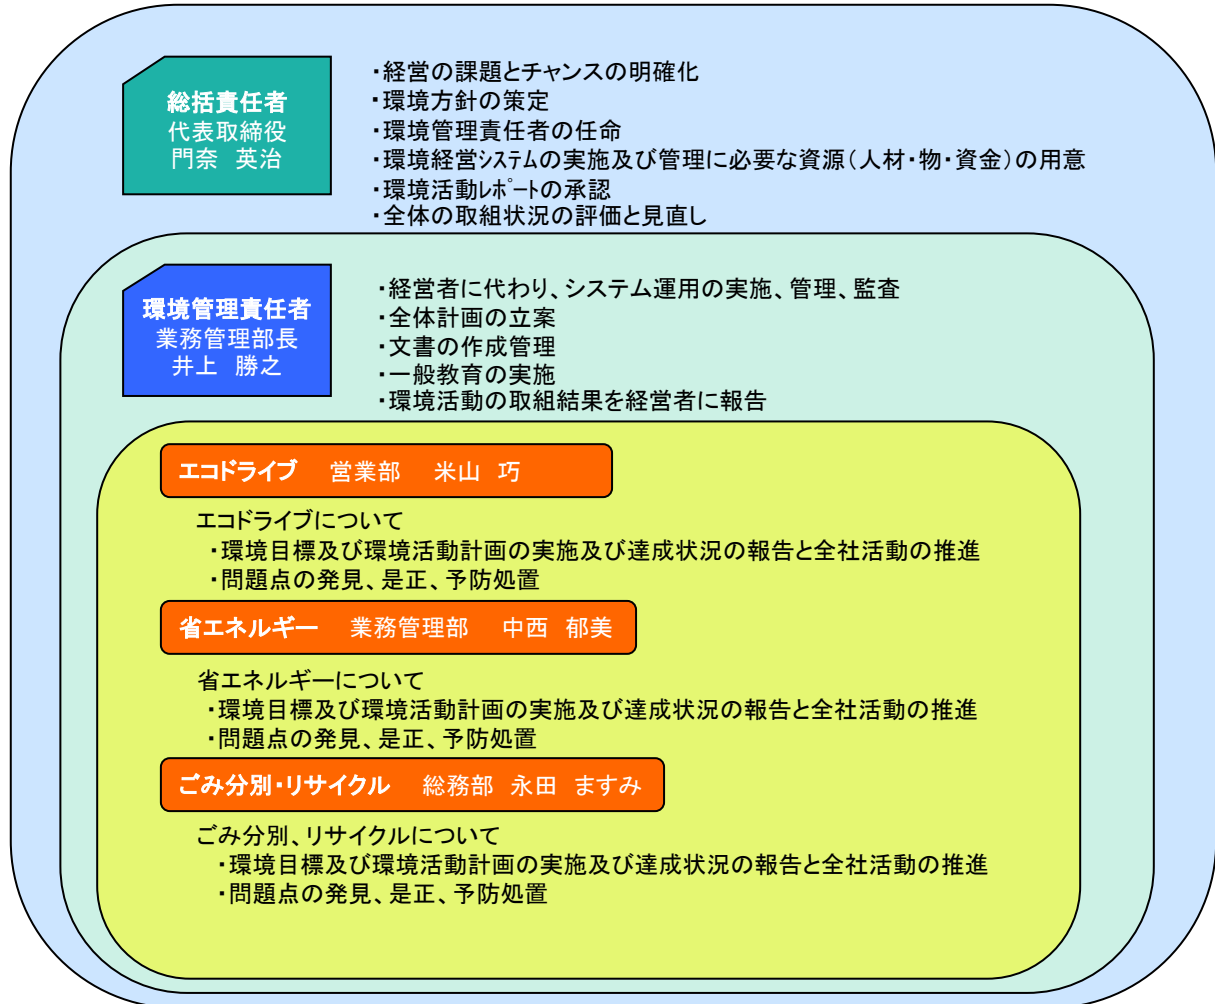 総括責任者
代表取締役
門奈　英治
・経営の課題とチャンスの明確化
・環境方針の策定
・環境管理責任者の任命
・環境経営ｼｽﾃﾑの実施及び管理に必要な資源（人材・物・資金）の用意
・環境活動ﾚﾎﾟｰﾄの承認
・全体の取組状況の評価と見直し
環境管理責任者
業務管理部長
井上　勝之
・経営者に代わり、システム運用の実施、管理、監査
・全体計画の立案
・文書の作成管理
・一般教育の実施
・環境活動の取組結果を経営者に報告
エコドライブ　営業部　米山　巧
エコドライブについて
・環境目標及び環境活動計画の実施及び達成状況の報告と全社活動の推進
・問題点の発見、是正、予防処置
省エネルギー　業務管理部　中西　郁美
省エネルギーについて
・環境目標及び環境活動計画の実施及び達成状況の報告と全社活動の推進
・問題点の発見、是正、予防処置
ごみ分別・リサイクル　総務部　永田　ますみ
ごみ分別、リサイクルについて
・環境目標及び環境活動計画の実施及び達成状況の報告と全社活動の推進
・問題点の発見、是正、予防処置